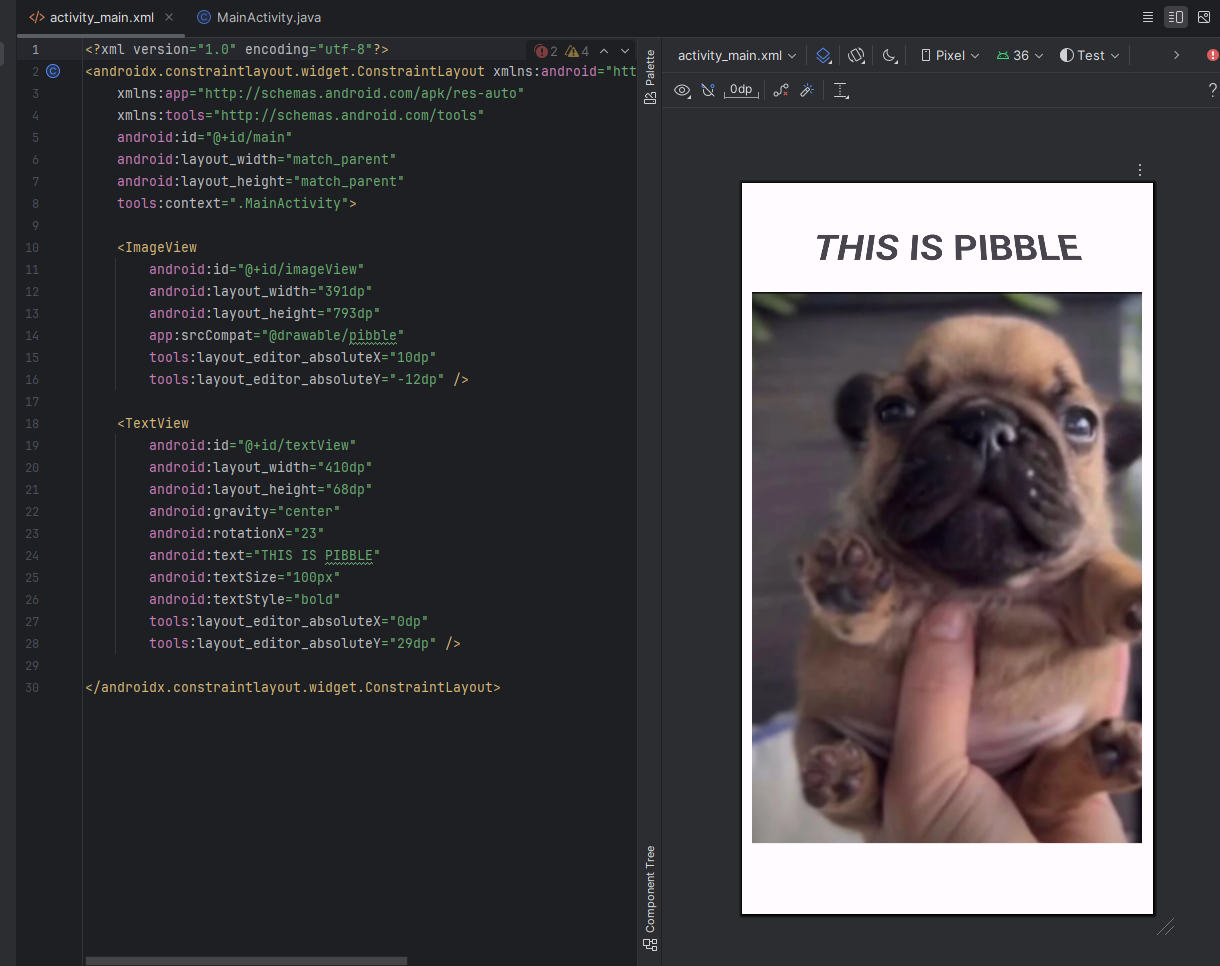 activity_main.xml
MainActivity.java
1 <?xml version="1.0" encoding="utf-8"?>
2 4
2 <androidx.constraintlayout.widget.ConstraintLayout xmlns:android="htt
3 xmlns:app="http://schemas.android.com/apk/res-auto"
4 xmlns:tools="http://schemas.android.com/tools"
5 android:id="@+id/main"
6 android:layout_width="match_parent"
7 android:layout_height="match_parent"
8 tools:context=".MainActivity">
9
10 <ImageView
11 android:id="@+id/imageView"
12 android:layout_width="391dp"
13 android:layout_height="793dp"
14 app:srcCompat="@drawable/pibble"
15 tools:layout_editor_absoluteX="10dp"
16 tools:layout_editor_absoluteY="-12dp" />
17
18 <TextView
19 android:id="@+id/textView"
20 android:layout_width="410dp"
21 android:layout_height="68dp"
22 android:gravity="center"
23 android:rotationX="23"
24 android:text="THIS IS PIBBLE"
25 android:textSize="100px"
26 android:textStyle="bold"
27 tools:layout_editor_absoluteX="0dp"
28 tools:layout_editor_absoluteY="29dp" />
29
30 </androidx.constraintlayout.widget.ConstraintLayout>
Palette
Component Tree
activity_main.xml Pixel 36 Test
0dp
THIS IS PIBBLE